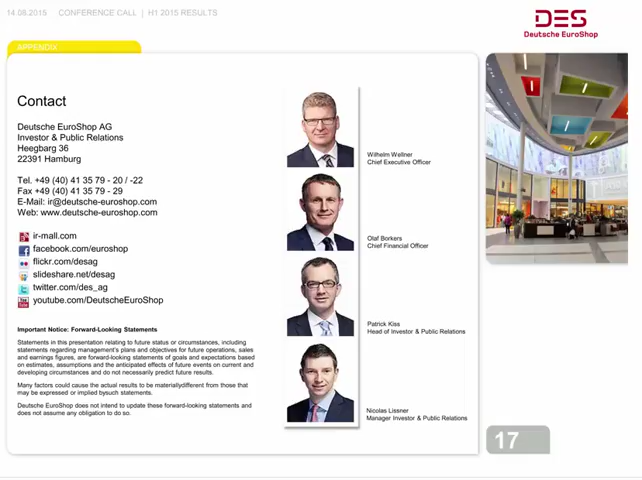 14.08.2015 CONFERENCE CALL | H1 2015 RESULTS
DES
Deutsche EuroShop
APPENDIX
Contact
Deutsche EuroShop AG
Investor & Public Relations
Heegbarg 36
22391 Hamburg
Tel. +49 (40) 41 35 79 - 20 / -22
Fax +49 (40) 41 35 79 - 29
E-Mail: ir@deutsche-euroshop.com
Web: www.deutsche-euroshop.com
ir-mall.com
facebook.com/euroshop
flickr.com/desag
slideshare.net/desag
twitter.com/des_ag
youtube.com/DeutscheEuroShop
Important Notice: Forward-Looking Statements
Statements in this presentation relating to future status or circumstances, including
statements regarding management's plans and objectives for future operations, sales
and earnings figures, are forward-looking statements of goals and expectations based
on estimates, assumptions and the anticipated effects of future events on current and
developing circumstances and do not necessarily predict future results.
Many factors could cause the actual results to be materiallydifferent from those that
may be expressed or implied bysuch statements.
Deutsche EuroShop does not intend to update these forward-looking statements and
does not assume any obligation to do so.
Wilhelm Wellner
Chief Executive Officer
Olaf Borkers
Chief Financial Officer
Patrick Kiss
Head of Investor & Public Relations
Nicolas Lissner
Manager Investor & Public Relations
17